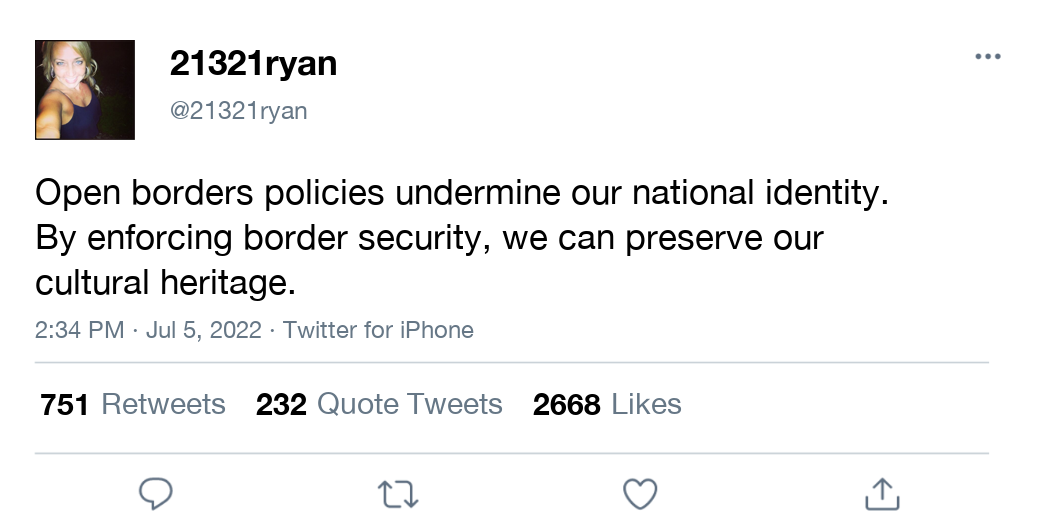 21321ryan
@21321ryan
Open borders policies undermine our national identity.
By enforcing border security, we can preserve our
cultural heritage.
2:34 PM · Jul 5, 2022 · Twitter for iPhone
751 Retweets 232 Quote Tweets 2668 Likes